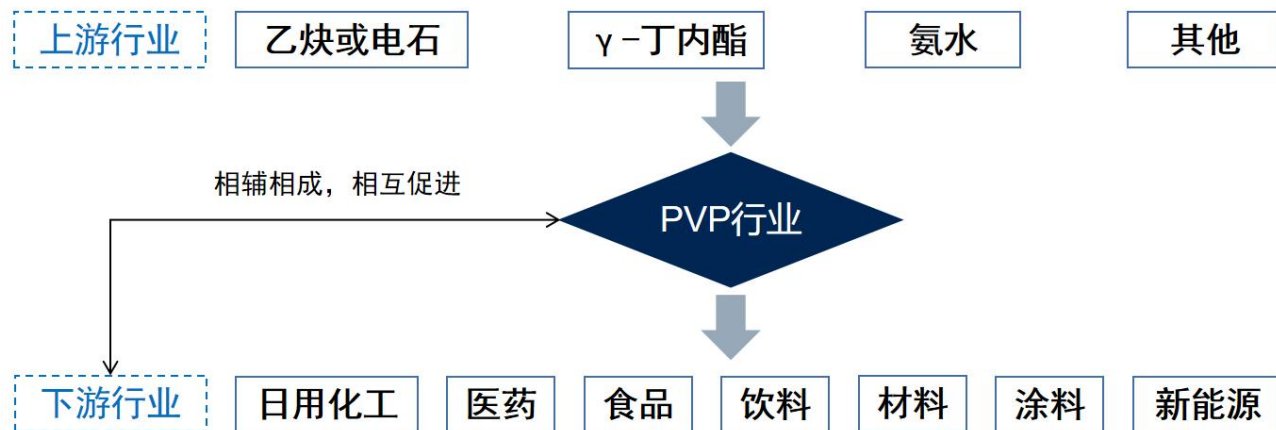 上游行业 乙炔或电石 γ-丁内酯 氨水 其他
相辅相成，相互促进
PVP行业
下游行业 日用化工 医药 食品 饮料 材料 涂料 新能源